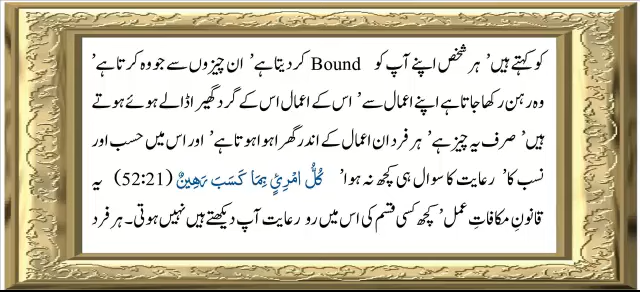 کو کہتے ہیں’ ہر شخص اپنے آپ کو Bound کر دیتا ہے’ ان چیزوں سے جو وہ کرتا ہے’
وہ رہن رکھا جاتا ہے اپنے اعمال سے’ اس کے اعمال اس کے گرد گھیرا ڈالے ہوئے ہوتے
ہیں’ صرف یہ چیز ہے’ ہر فرد ان اعمال کے اندر گھرا ہوا ہوتا ہے’ اور اس میں حسب اور
نسب کا’ رعایت کا سوال ہی کچھ نہ ہوا’ كُلُّ امْرِئٍ بِمَا كَسَبَ رَهِينٌ (52:21) یہ
قانونِ مکافاتِ عمل’ کچھ کسی قسم کی اس میں رو رعایت آپ دیکھتے ہیں نہیں ہوتی۔ ہر فرد